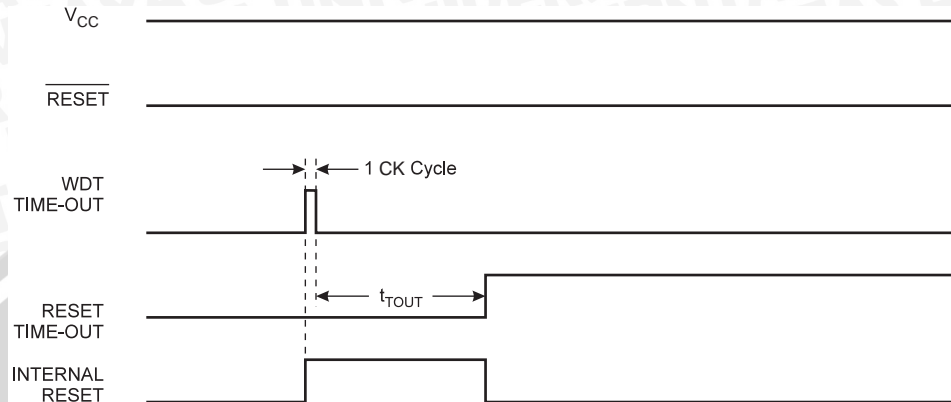 VCC
RESET
1 CK Cycle
WDT
TIME-OUT
tTOUT
RESET
TIME-OUT
INTERNAL
RESET